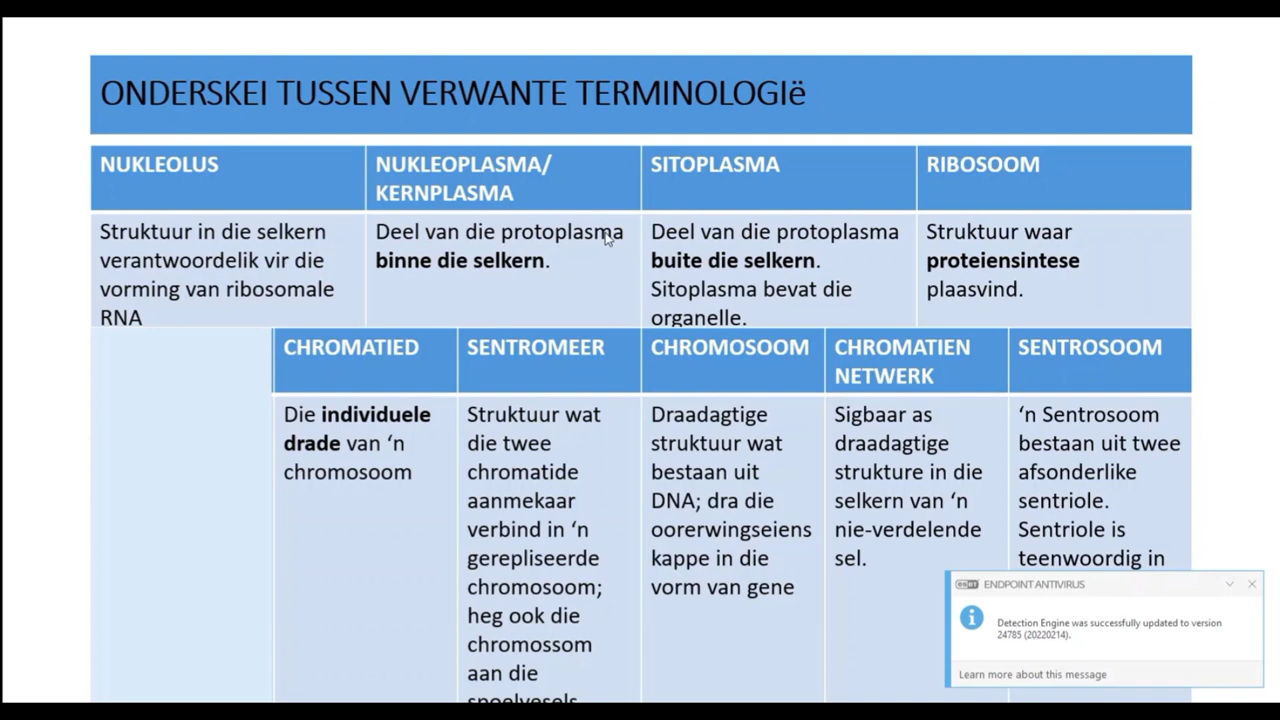 ONDERSKEI TUSSEN VERWANTE TERMINOLOGIë
NUKLEOLUS
Struktuur in die selkern
verantwoordelik vir die
vorming van ribosomale
RNA
NUKLEOPLASMA/
KERNPLASMA
Deel van die protoplasma
binne die selkern.
SITOPLASMA
Deel van die protoplasma
buite die selkern.
Sitoplasma bevat die
organelle.
RIBOSOOM
Struktuur waar
proteiensintese
plaasvind.
CHROMATIED
Die individuele
drade van ‘n
chromosoom
SENTROMEER
Struktuur wat
die twee
chromatide
aanmekaar
verbind in ‘n
gerepliseerde
chromosoom;
heg ook die
chromossom
aan die
spoelvesels
CHROMOSOOM
Draadagtige
struktuur wat
bestaan uit
DNA; dra die
oorerwingseiens
kappe in die
vorm van gene
CHROMATIEN
NETWERK
Sigbaar as
draadagtige
strukture in die
selkern van ‘n
nie-verdelende
sel.
SENTROSOOM
‘n Sentrosoom
bestaan uit twee
afsonderlike
sentriole.
Sentriole is
teenwoordig in
eset ENDPOINT ANTIVIRUS
Detection Engine was successfully updated to version
24785 (20220214).
Learn more about this message